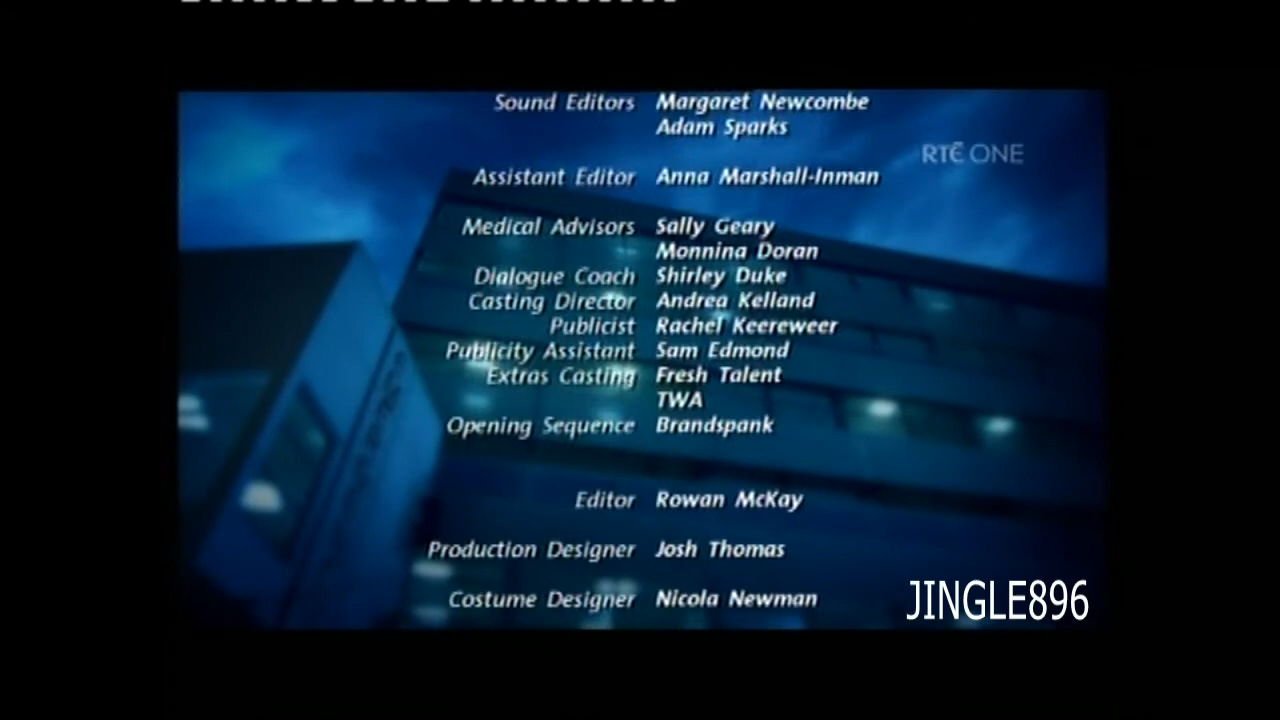 Sound Editors Margaret Newcombe
Adam Sparks
RTÉ ONE
Assistant Editor Anna Marshall-Inman
Medical Advisors Sally Geary
Monnina Doran
Dialogue Coach Shirley Duke
Casting Director Andrea Kelland
Publicist Rachel Keereweer
Publicity Assistant Sam Edmond
Extras Casting Fresh Talent
TWA
Opening Sequence Brandspank
Editor Rowan McKay
Production Designer Josh Thomas
Costume Designer Nicola Newman
JINGLE896